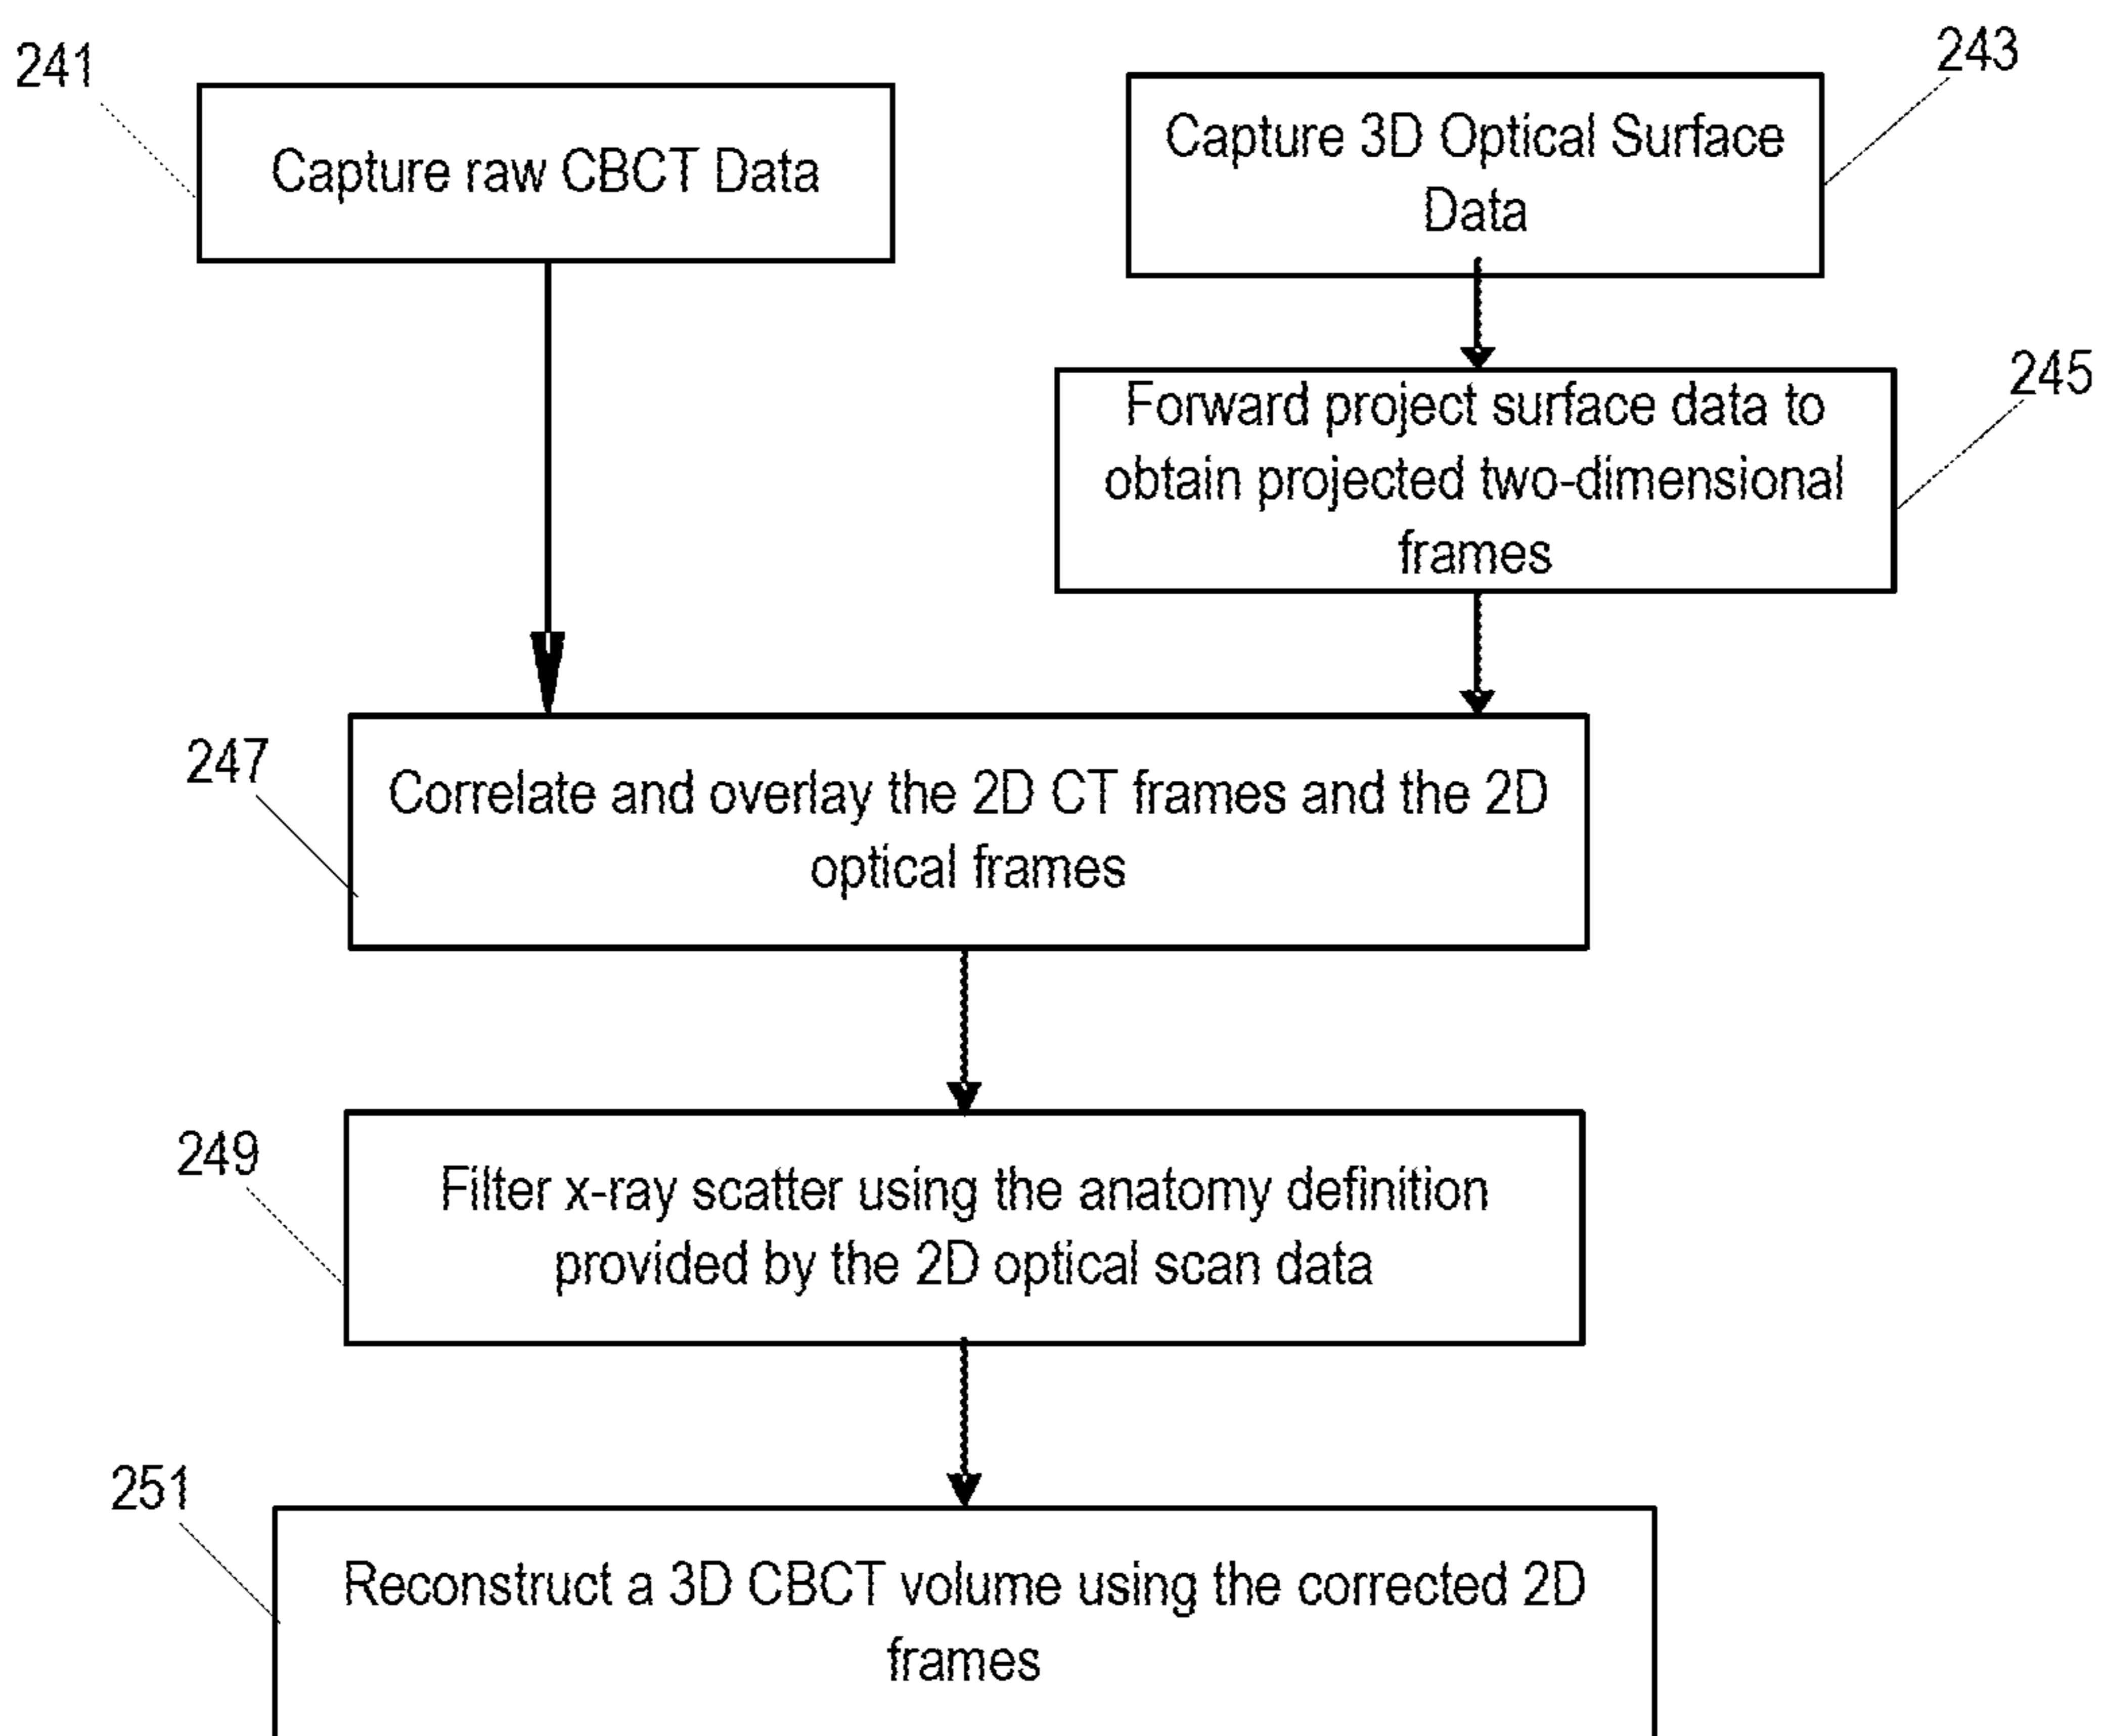 241
Capture raw CBCT Data
243
Capture 3D Optical Surface
Data
245
Forward project surface data to
obtain projected two-dimensional
frames
247
Correlate and overlay the 2D CT frames and the 2D
optical frames
249
Filter x-ray scatter using the anatomy definition
provided by the 2D optical scan data
251
Reconstruct a 3D CBCT volume using the corrected 2D
frames